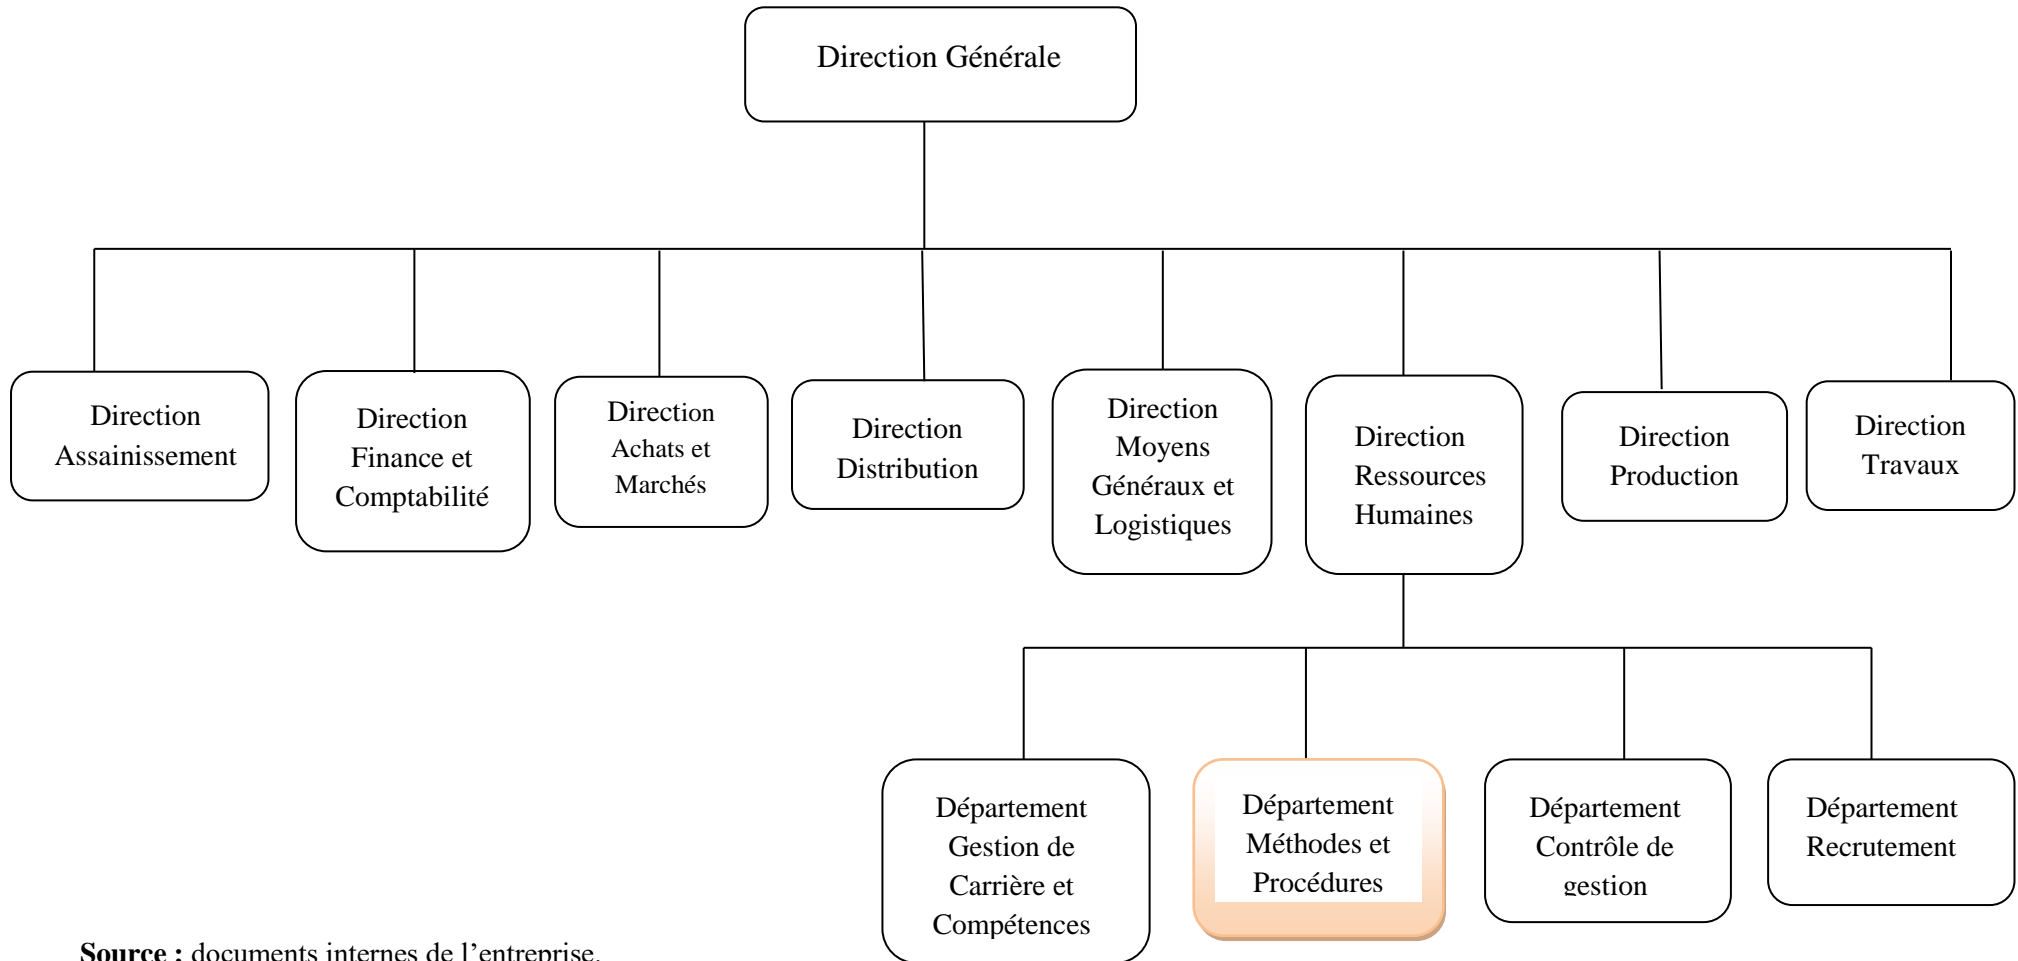 Direction Générale
Direction
Assainissement
Direction
Finance et
Comptabilité
Direction
Achats et
Marchés
Direction
Distribution
Direction
Moyens
Généraux et
Logistiques
Direction
Ressources
Humaines
Direction
Production
Direction
Travaux
Département
Gestion de
Carrière et
Compétences
Département
Méthodes et
Procédures
Département
Contrôle de
gestion
Département
Recrutement
Source : documents internes de l’entreprise.